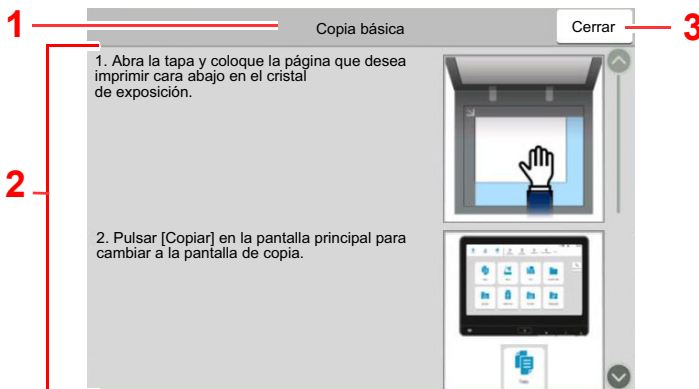 1
Copia básica
Cerrar
3
2
1. Abra la tapa y coloque la página que desea
imprimir cara abajo en el cristal
de exposición.
2. Pulsar [Copiar] en la pantalla principal para
cambiar a la pantalla de copia.